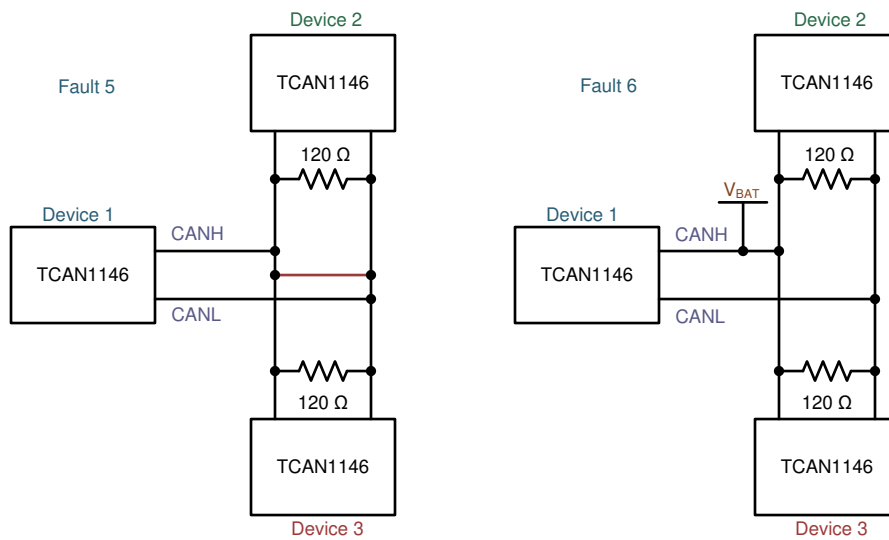 Device 2
TCAN1146
Fault 5
120 Ω
Device 1
CANH
TCAN1146
CANL
120 Ω
TCAN1146
Device 3
Device 2
TCAN1146
Fault 6
120 Ω
VBAT
Device 1
CANH
TCAN1146
CANL
120 Ω
TCAN1146
Device 3